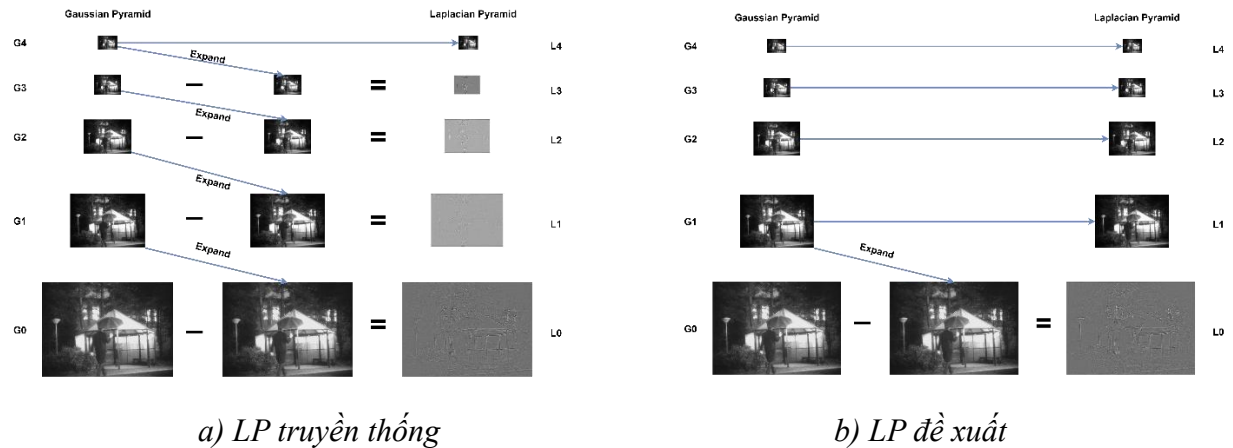 Gaussian Pyramid Laplacian Pyramid
G4 L4
Expand
G3 − = L3
Expand
G2 − = L2
Expand
G1 − = L1
Expand
G0 − = L0
a) LP truyền thống
Gaussian Pyramid Laplacian Pyramid
G4 L4
G3 L3
G2 L2
G1 L1
Expand
G0 − = L0
b) LP đề xuất